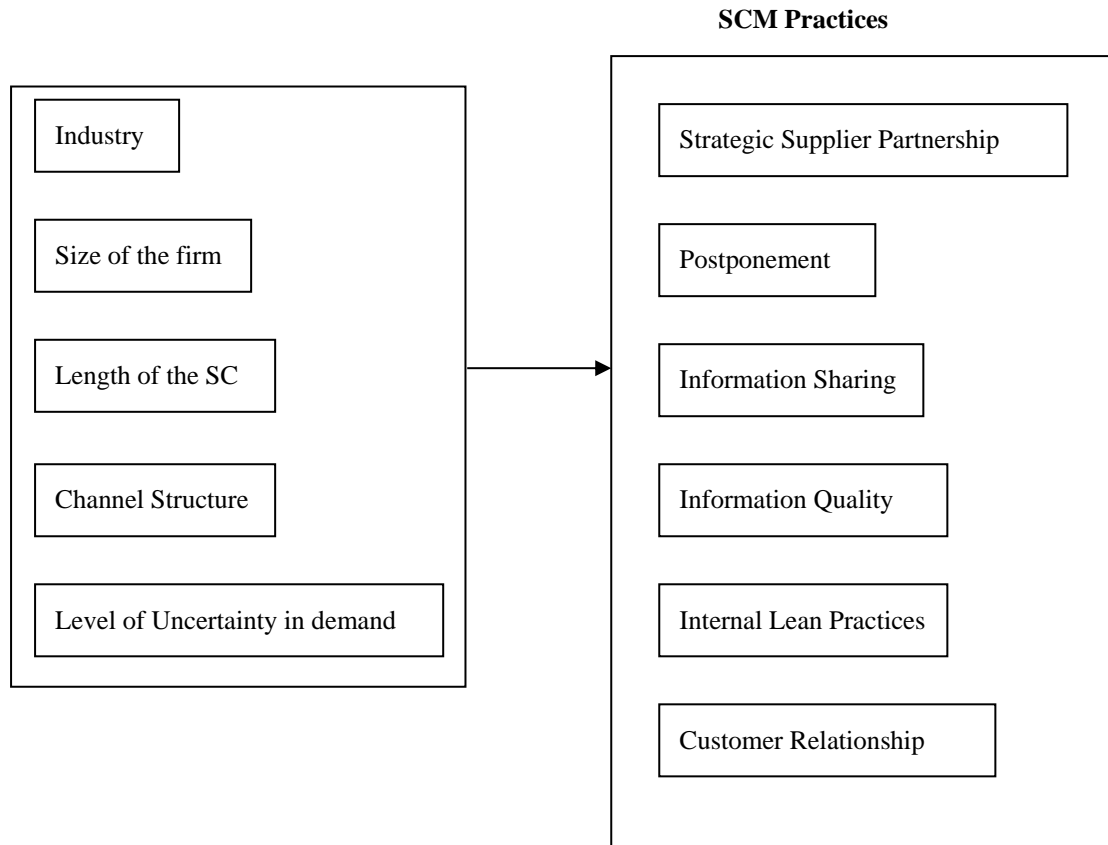 SCM Practices
Industry
Size of the firm
Length of the SC
Channel Structure
Level of Uncertainty in demand
Strategic Supplier Partnership
Postponement
Information Sharing
Information Quality
Internal Lean Practices
Customer Relationship